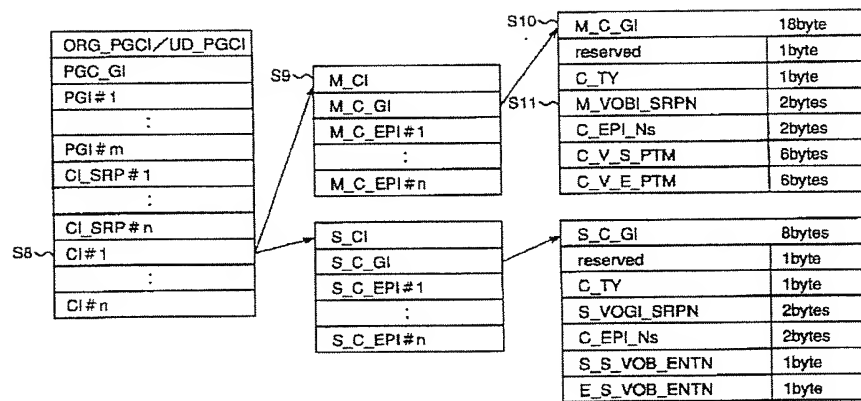 ORG_PGCI/UD_PGCI
PGC_GI
PGI#1
:
PGI#m
CI_SRP#1
:
CI_SRP#n
S8 CI#1
:
CI#n
S9 M_CI
M_C_GI
M_C_EPI#1
:
M_C_EPI#n
S_CI
S_C_GI
S_C_EPI#1
:
S_C_EPI#n
S10 M_C_GI 18byte
reserved 1byte
C_TY 1byte
S11 M_VOBI_SRPN 2bytes
C_EPI_Ns 2bytes
C_V_S_PTM 6bytes
C_V_E_PTM 6bytes
S_C_GI 8bytes
reserved 1byte
C_TY 1byte
S_VOGI_SRPN 2bytes
C_EPI_Ns 2bytes
S_S_VOB_ENTN 1byte
E_S_VOB_ENTN 1byte